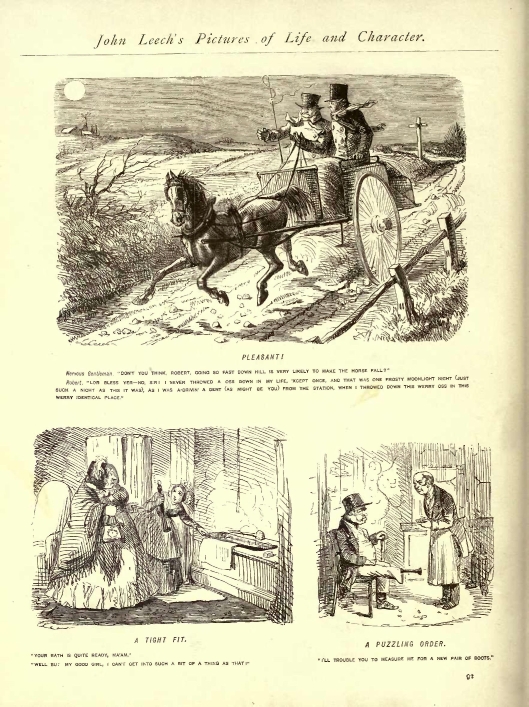 John Leech's Pictures of Life and Character.
PLEASANT!
Nervous Gentleman. "DON'T YOU THINK, ROBERT, GOING SO FAST DOWN HILL IS VERY LIKELY TO MAKE THE HORSE FALL?"
Robert. "LOR BLESS YER—NO, SIR! I NEVER THROWED A OSS DOWN IN MY LIFE, 'XCEPT ONCE, AND THAT WAS ONE FROSTY MOONLIGHT NIGHT (JUST
SUCH A NIGHT AS THIS IT WAS), AS I WAS A-DRIVIN' A GENT (AS MIGHT BE YOU) FROM THE STATION, WHEN I THROWED DOWN THIS WERRY OSS IN THIS
WERRY IDENTICAL PLACE."
A TIGHT FIT.
"YOUR BATH IS QUITE READY, MA'AM."
"WELL BUT MY GOOD GIRL, I CAN'T GET INTO SUCH A BIT OF A THING AS THAT!"
A PUZZLING ORDER.
"I'LL TROUBLE YOU TO MEASURE ME FOR A NEW PAIR OF BOOTS."